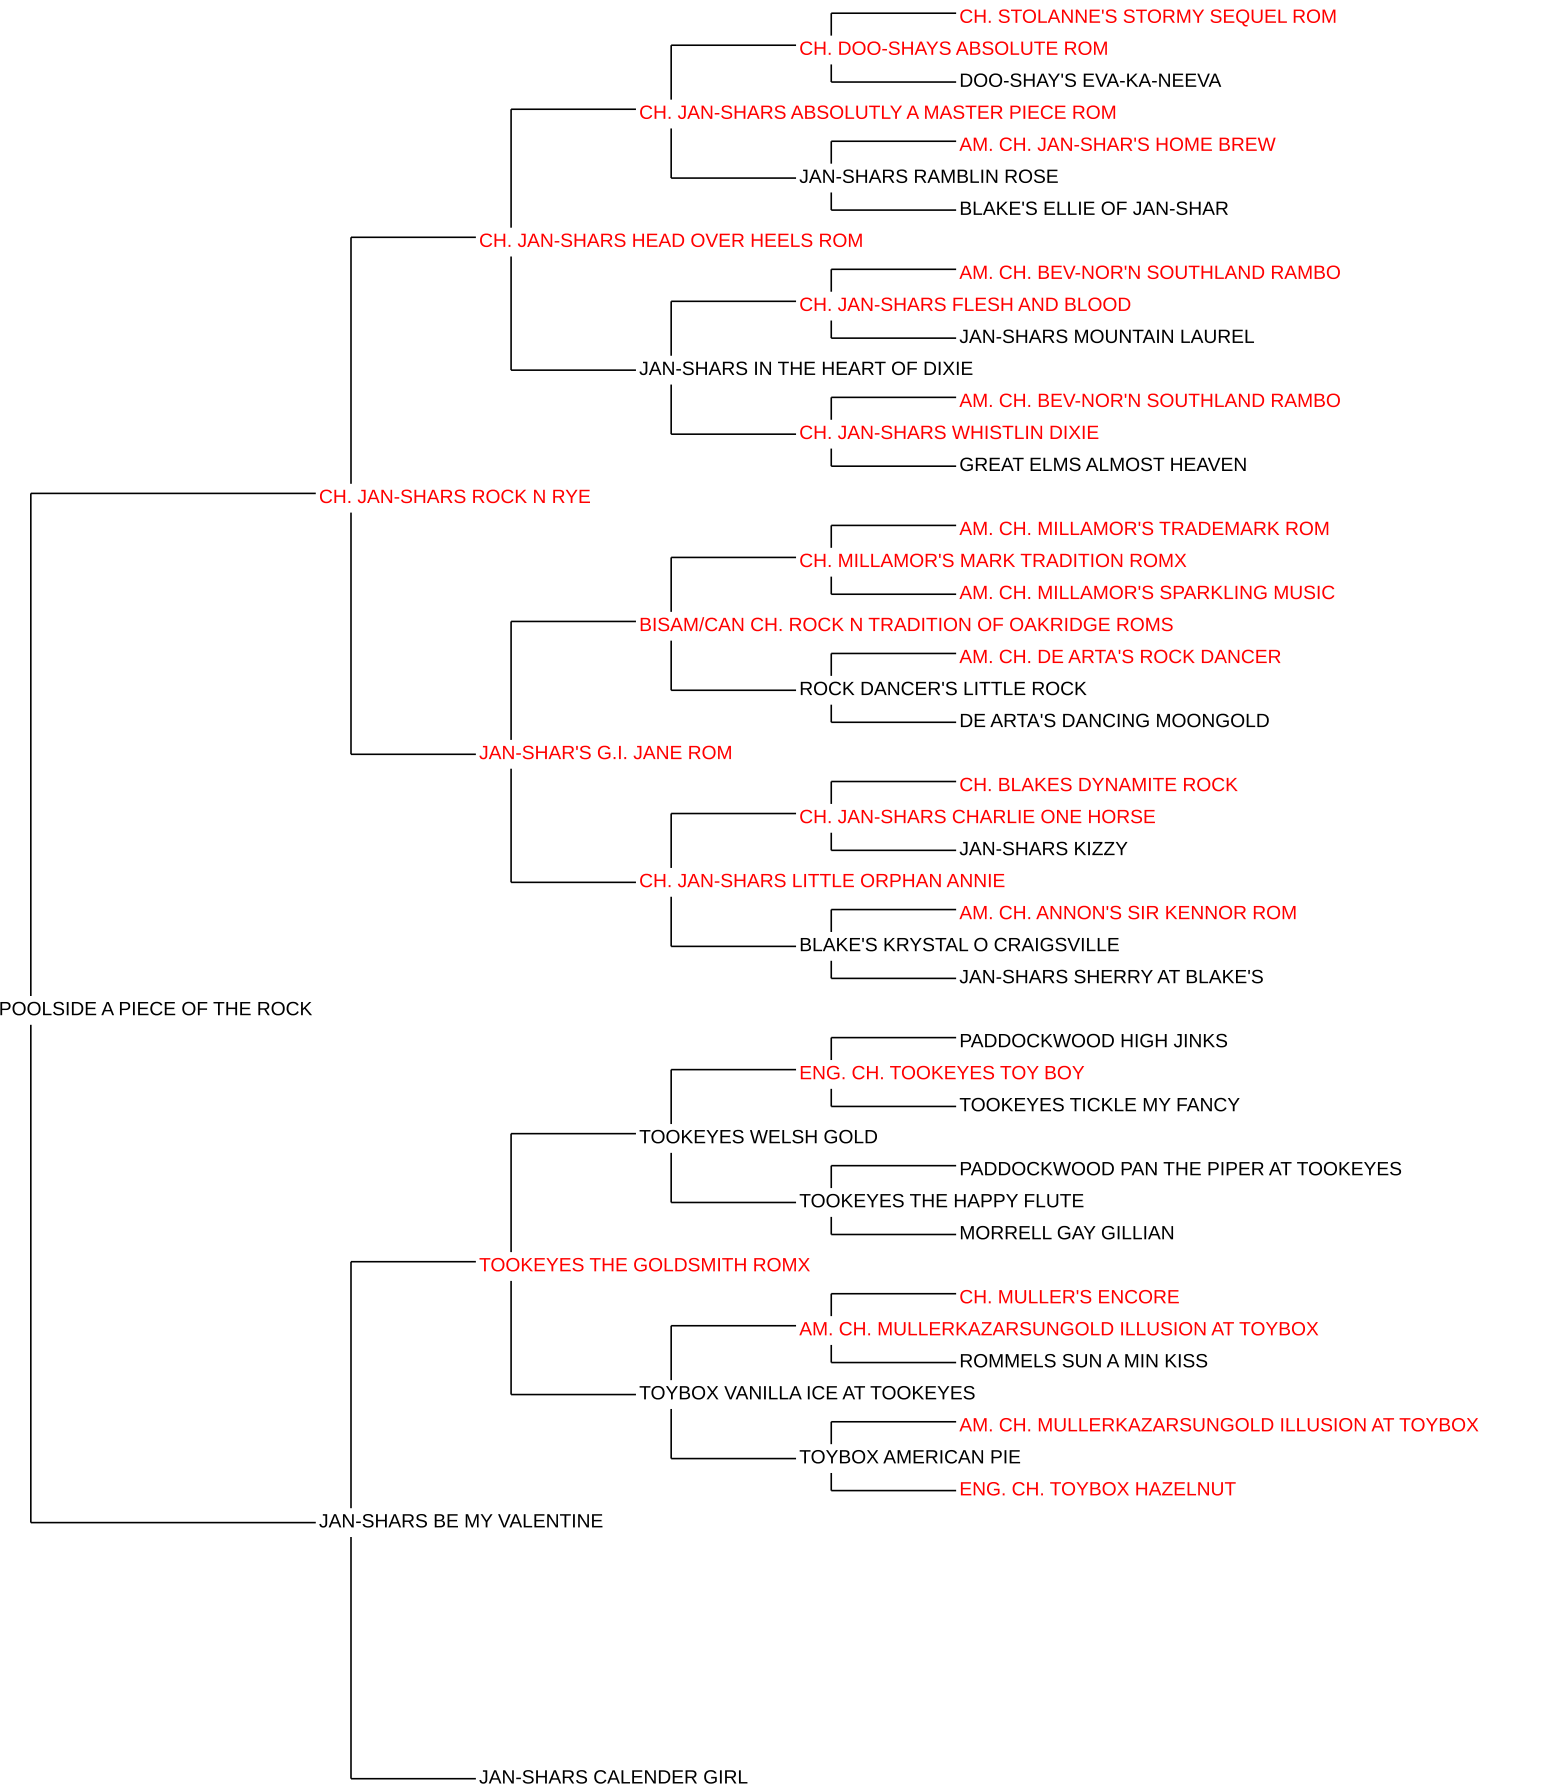 CH. STOLANNE'S STORMY SEQUEL ROM
CH. DOO-SHAYS ABSOLUTE ROM
DOO-SHAY'S EVA-KA-NEEVA
CH. JAN-SHARS ABSOLUTLY A MASTER PIECE ROM
AM. CH. JAN-SHAR'S HOME BREW
JAN-SHARS RAMBLIN ROSE
BLAKE'S ELLIE OF JAN-SHAR
CH. JAN-SHARS HEAD OVER HEELS ROM
AM. CH. BEV-NOR'N SOUTHLAND RAMBO
CH. JAN-SHARS FLESH AND BLOOD
JAN-SHARS MOUNTAIN LAUREL
JAN-SHARS IN THE HEART OF DIXIE
AM. CH. BEV-NOR'N SOUTHLAND RAMBO
CH. JAN-SHARS WHISTLIN DIXIE
GREAT ELMS ALMOST HEAVEN
CH. JAN-SHARS ROCK N RYE
AM. CH. MILLAMOR'S TRADEMARK ROM
CH. MILLAMOR'S MARK TRADITION ROMX
AM. CH. MILLAMOR'S SPARKLING MUSIC
BISAM/CAN CH. ROCK N TRADITION OF OAKRIDGE ROMS
AM. CH. DE ARTA'S ROCK DANCER
ROCK DANCER'S LITTLE ROCK
DE ARTA'S DANCING MOONGOLD
JAN-SHAR'S G.I. JANE ROM
CH. BLAKES DYNAMITE ROCK
CH. JAN-SHARS CHARLIE ONE HORSE
JAN-SHARS KIZZY
CH. JAN-SHARS LITTLE ORPHAN ANNIE
AM. CH. ANNON'S SIR KENNOR ROM
BLAKE'S KRYSTAL O CRAIGSVILLE
JAN-SHARS SHERRY AT BLAKE'S
POOLSIDE A PIECE OF THE ROCK
PADDOCKWOOD HIGH JINKS
ENG. CH. TOOKEYES TOY BOY
TOOKEYES TICKLE MY FANCY
TOOKEYES WELSH GOLD
PADDOCKWOOD PAN THE PIPER AT TOOKEYES
TOOKEYES THE HAPPY FLUTE
MORRELL GAY GILLIAN
TOOKEYES THE GOLDSMITH ROMX
CH. MULLER'S ENCORE
AM. CH. MULLERKAZARSUNGOLD ILLUSION AT TOYBOX
ROMMELS SUN A MIN KISS
TOYBOX VANILLA ICE AT TOOKEYES
AM. CH. MULLERKAZARSUNGOLD ILLUSION AT TOYBOX
TOYBOX AMERICAN PIE
ENG. CH. TOYBOX HAZELNUT
JAN-SHARS BE MY VALENTINE
JAN-SHARS CALENDER GIRL